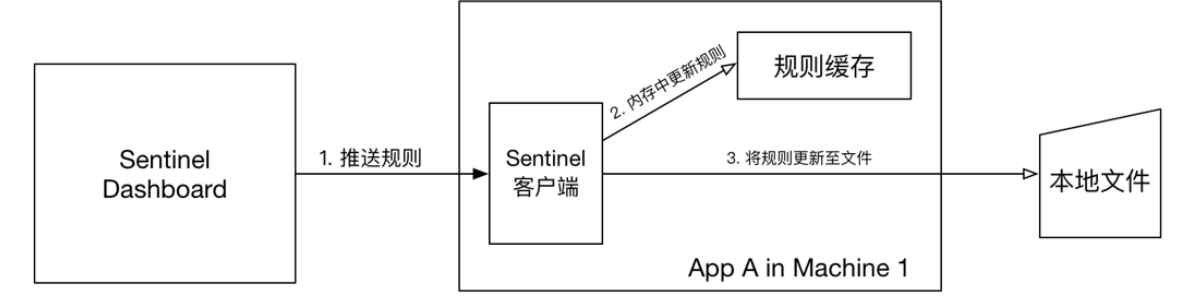 Sentinel
Dashboard
1. 推送规则
Sentinel
客户端
2. 内存中更新规则
规则缓存
3. 将规则更新至文件
本地文件
App A in Machine 1